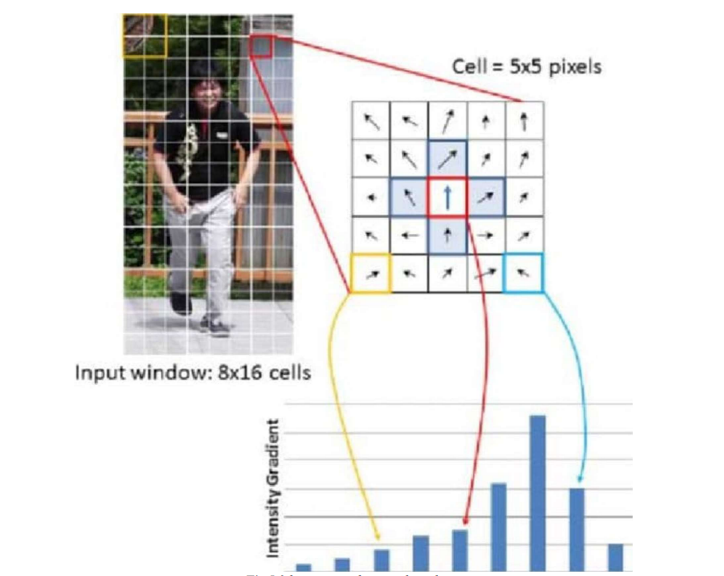 Cell = 5x5 pixels
Input window: 8x16 cells
Intensity Gradient